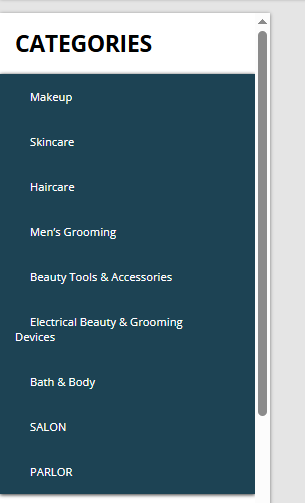 CATEGORIES
Makeup
Skincare
Haircare
Men's Grooming
Beauty Tools & Accessories
Electrical Beauty & Grooming
Devices
Bath & Body
SALON
PARLOR